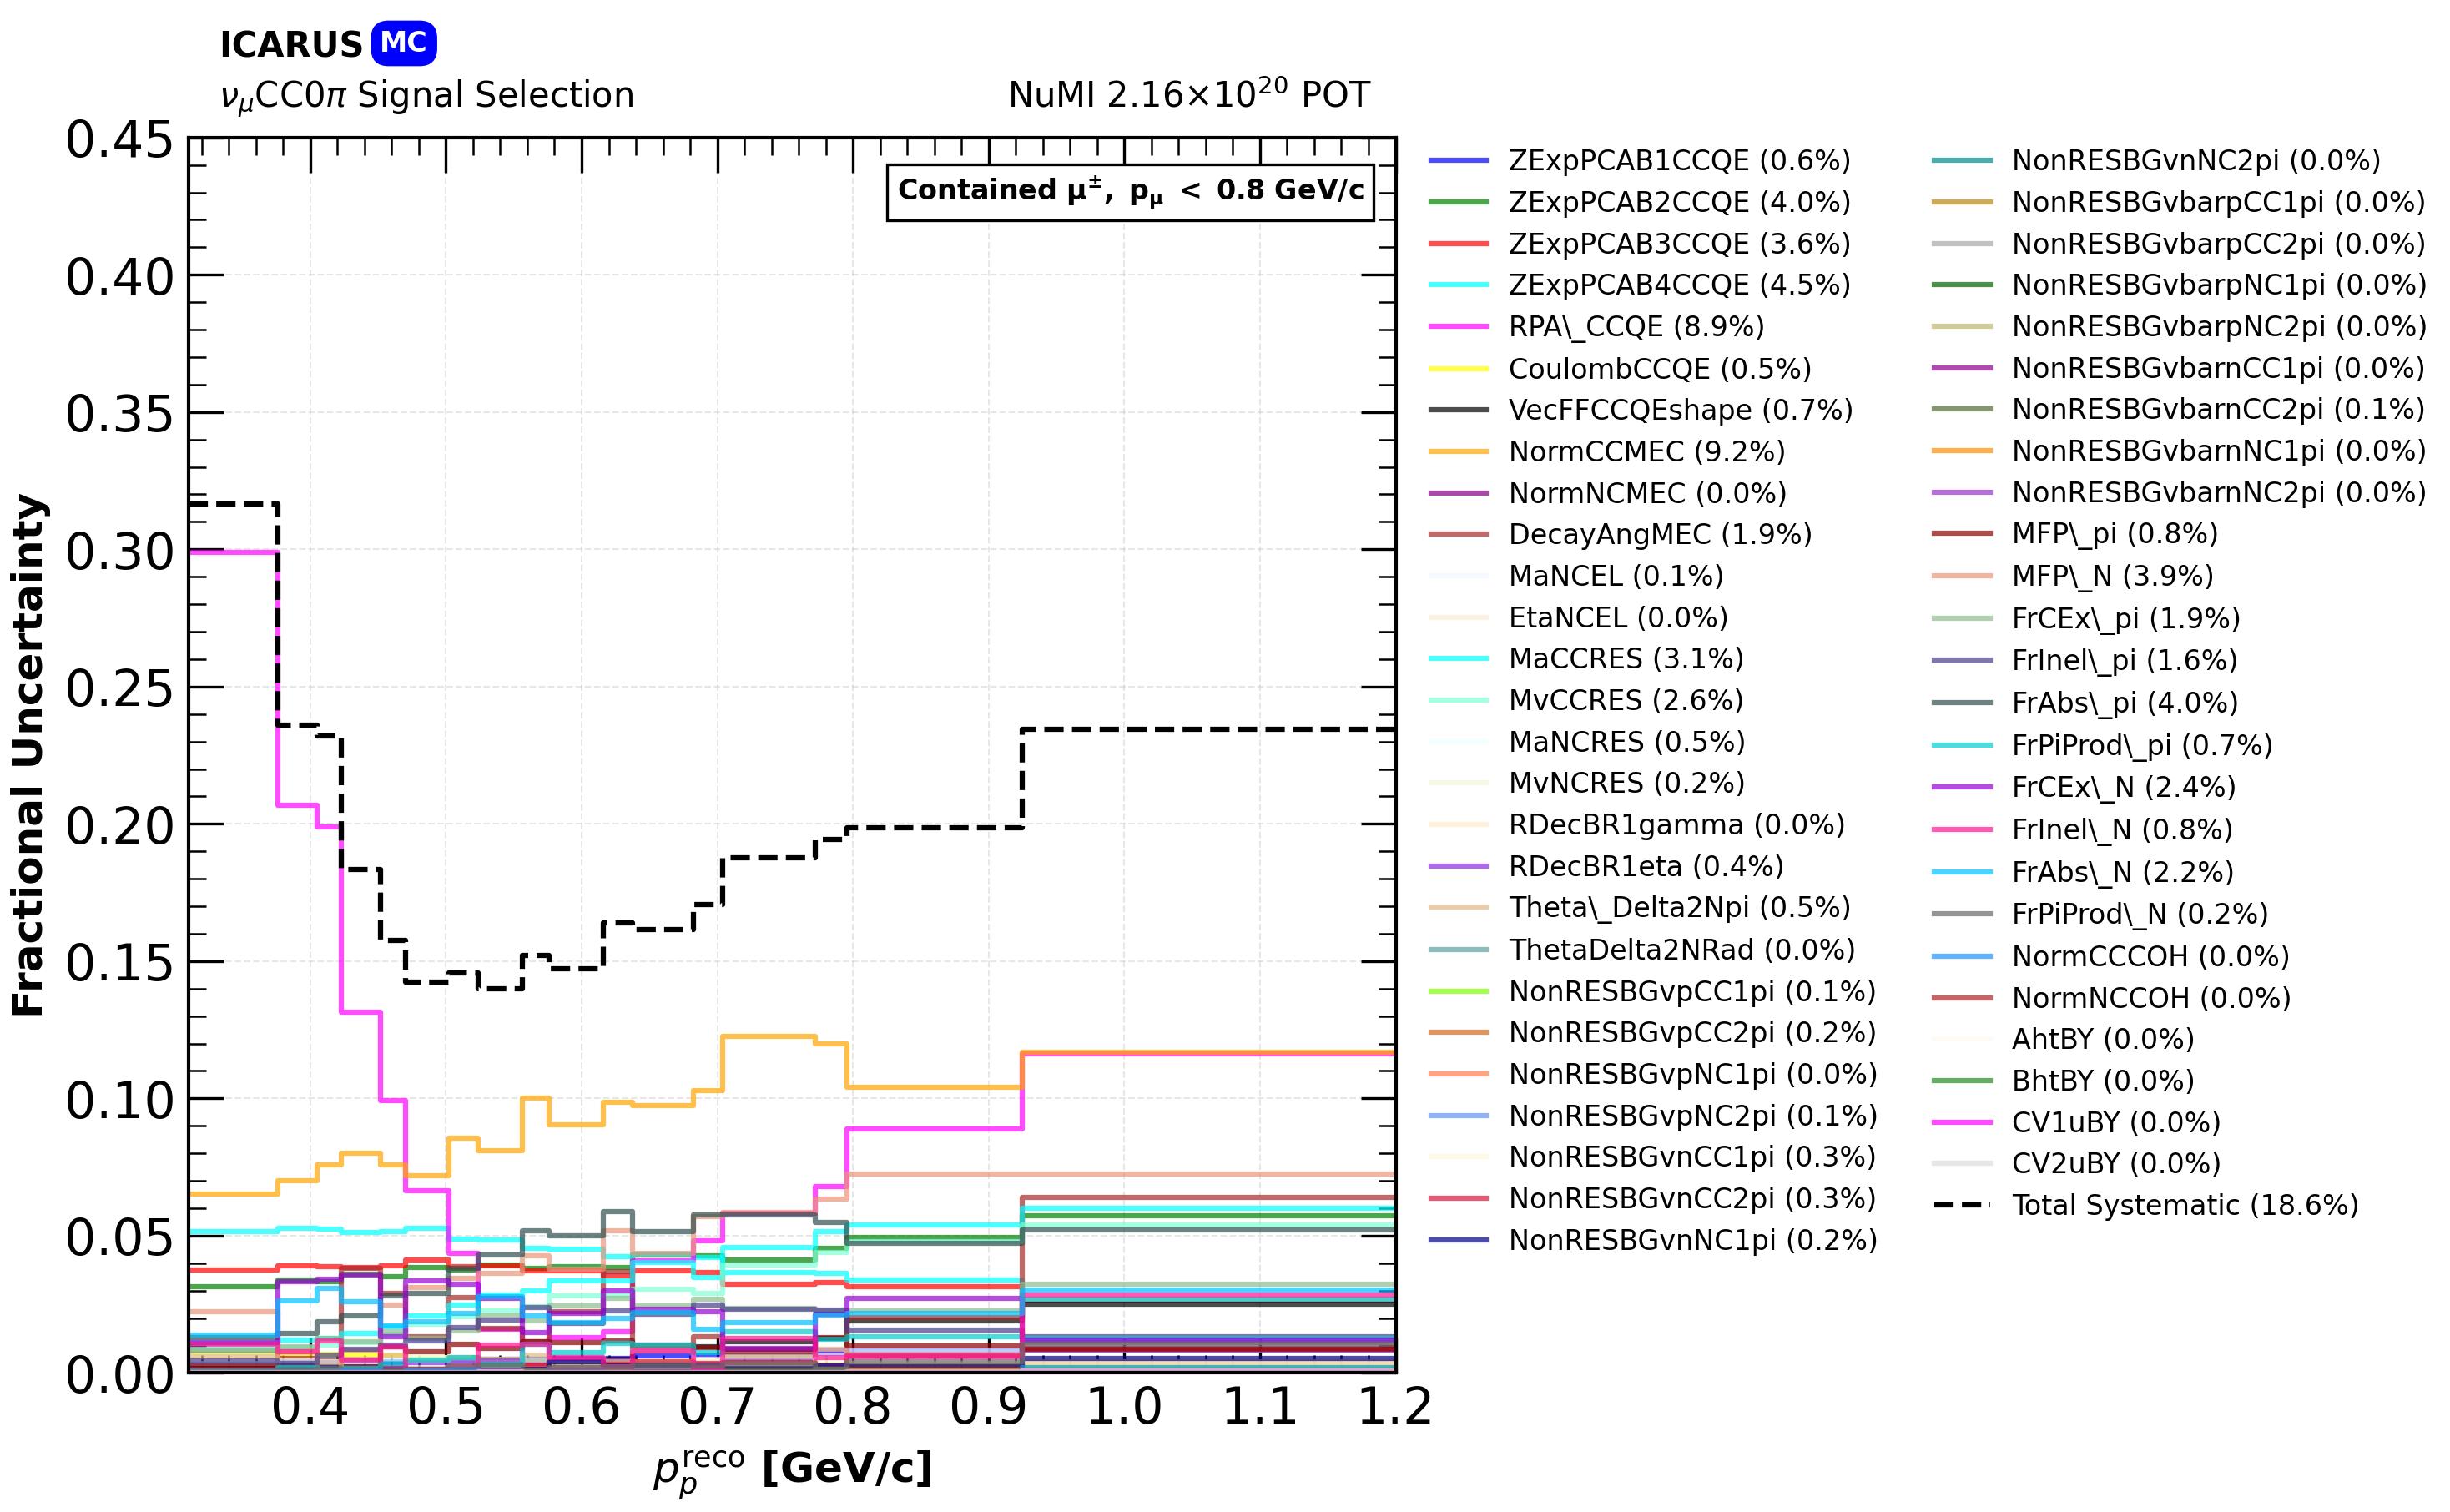 ICARUS MC
νμCC0π Signal Selection
NuMI 2.16×10²⁰ POT
Contained μ±, pμ < 0.8 GeV/c
Fractional Uncertainty
0.45
0.40
0.35
0.30
0.25
0.20
0.15
0.10
0.05
0.00
0.4 0.5 0.6 0.7 0.8 0.9 1.0 1.1 1.2
p_p^reco [GeV/c]
ZExpPCAB1CCQE (0.6%)
ZExpPCAB2CCQE (4.0%)
ZExpPCAB3CCQE (3.6%)
ZExpPCAB4CCQE (4.5%)
RPA\_CCQE (8.9%)
CoulombCCQE (0.5%)
VecFFCCQEshape (0.7%)
NormCCMEC (9.2%)
NormNCMEC (0.0%)
DecayAngMEC (1.9%)
MaNCEL (0.1%)
EtaNCEL (0.0%)
MaCCRES (3.1%)
MvCCRES (2.6%)
MaNCRES (0.5%)
MvNCRES (0.2%)
RDecBR1gamma (0.0%)
RDecBR1eta (0.4%)
Theta\_Delta2Npi (0.5%)
ThetaDelta2NRad (0.0%)
NonRESBGvpCC1pi (0.1%)
NonRESBGvpCC2pi (0.2%)
NonRESBGvpNC1pi (0.0%)
NonRESBGvpNC2pi (0.1%)
NonRESBGvnCC1pi (0.3%)
NonRESBGvnCC2pi (0.3%)
NonRESBGvnNC1pi (0.2%)
NonRESBGvnNC2pi (0.0%)
NonRESBGvbarpCC1pi (0.0%)
NonRESBGvbarpCC2pi (0.0%)
NonRESBGvbarpNC1pi (0.0%)
NonRESBGvbarpNC2pi (0.0%)
NonRESBGvbarnCC1pi (0.0%)
NonRESBGvbarnCC2pi (0.1%)
NonRESBGvbarnNC1pi (0.0%)
NonRESBGvbarnNC2pi (0.0%)
MFP\_pi (0.8%)
MFP\_N (3.9%)
FrCEx\_pi (1.9%)
FrInel\_pi (1.6%)
FrAbs\_pi (4.0%)
FrPiProd\_pi (0.7%)
FrCEx\_N (2.4%)
FrInel\_N (0.8%)
FrAbs\_N (2.2%)
FrPiProd\_N (0.2%)
NormCCCOH (0.0%)
NormNCCOH (0.0%)
AhtBY (0.0%)
BhtBY (0.0%)
CV1uBY (0.0%)
CV2uBY (0.0%)
Total Systematic (18.6%)